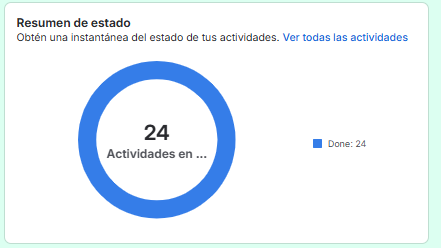 Resumen de estado
Obtén una instantánea del estado de tus actividades. Ver todas las actividades
24
Actividades en ...
Done: 24